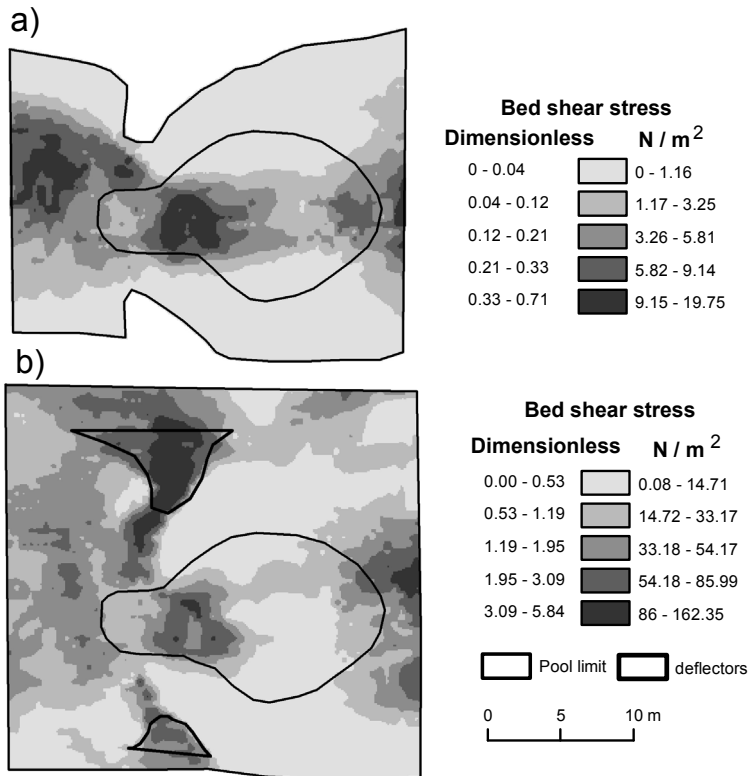 a)
Bed shear stress
Dimensionless N / m 2
0 - 0.04 0 - 1.16
0.04 - 0.12 1.17 - 3.25
0.12 - 0.21 3.26 - 5.81
0.21 - 0.33 5.82 - 9.14
0.33 - 0.71 9.15 - 19.75
b)
Bed shear stress
Dimensionless N / m 2
0.00 - 0.53 0.08 - 14.71
0.53 - 1.19 14.72 - 33.17
1.19 - 1.95 33.18 - 54.17
1.95 - 3.09 54.18 - 85.99
3.09 - 5.84 86 - 162.35
Pool limit deflectors
0 5 10 m